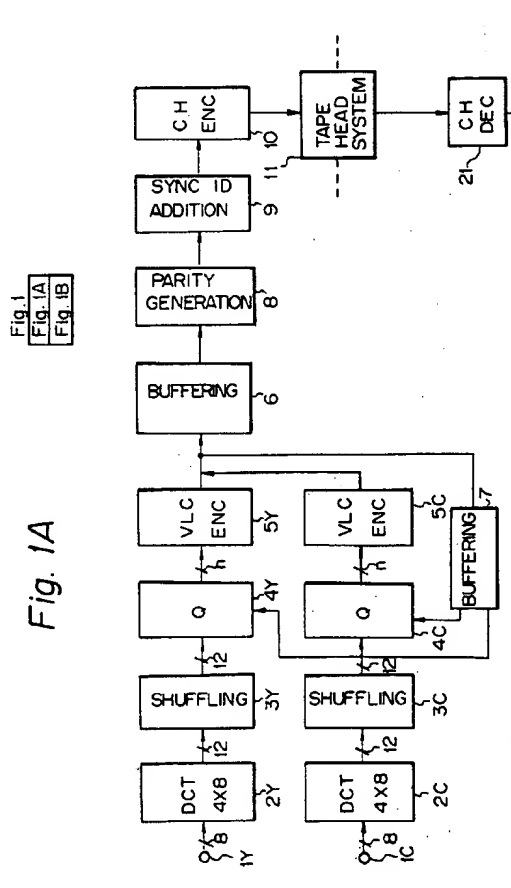 Fig. 1A
Fig. 1
Fig. 1A
Fig. 1B
1Y
8
DCT
4X8
2Y
12
SHUFFLING
3Y
12
Q
4Y
n
VLC
ENC
5Y
BUFFERING
6
PARITY
GENERATION
8
SYNC ID
ADDITION
9
CH
ENC
10
TAPE
HEAD
SYSTEM
11
CH
DEC
21
1C
8
DCT
4X8
2C
12
SHUFFLING
3C
12
Q
4C
n
VLC
ENC
5C
BUFFERING
7